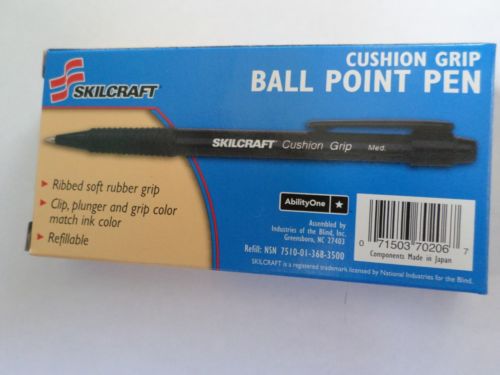 SKILCRAFT
CUSHION GRIP
BALL POINT PEN
SKILCRAFT Cushion Grip Med.
• Ribbed soft rubber grip
• Clip, plunger and grip color
match ink color
• Refillable
AbilityOne
Assembled by
Industries of the Blind, Inc.
Greensboro, NC 27403
Refill: NSN 7510-01-368-3500
0 71503 70206 7
Components Made in Japan
SKILCRAFT is a registered trademark licensed by National Industries for the Blind.